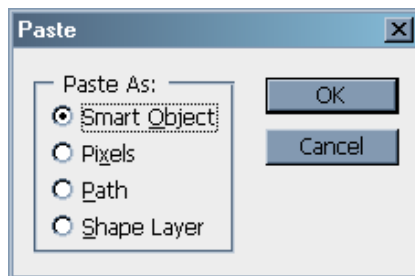 Paste
Paste As:
Smart Object
Pixels
Path
Shape Layer
OK
Cancel